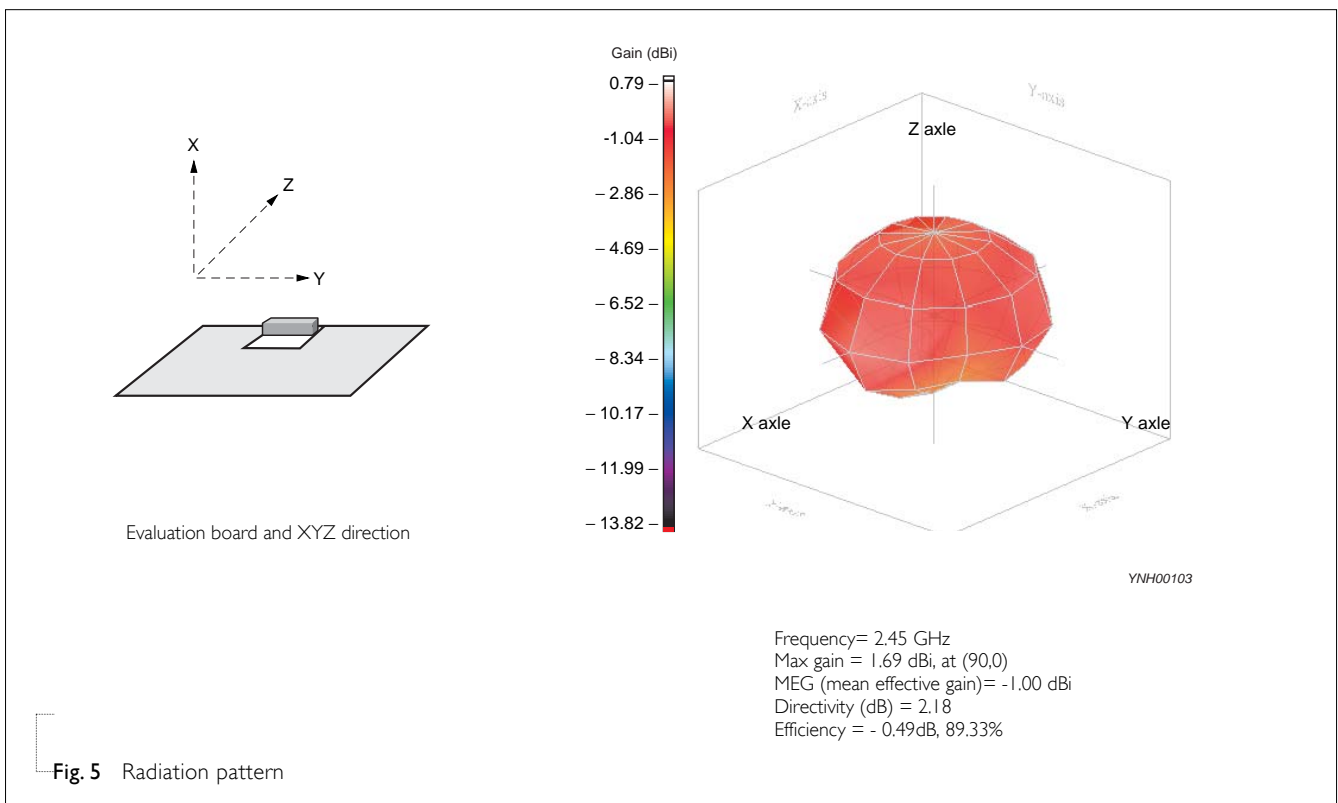 Gain (dBi)
0.79 –
-1.04 –
– 2.86 –
– 4.69 –
– 6.52 –
– 8.34 –
– 10.17 –
– 11.99 –
– 13.82 –
X
Z
Y
Evaluation board and XYZ direction
X-axis
Y-axis
Z axle
X axle
Y axle
YNH00103
Frequency= 2.45 GHz
Max gain = 1.69 dBi, at (90,0)
MEG (mean effective gain)= -1.00 dBi
Directivity (dB) = 2.18
Efficiency = - 0.49dB, 89.33%
Fig. 5 Radiation pattern